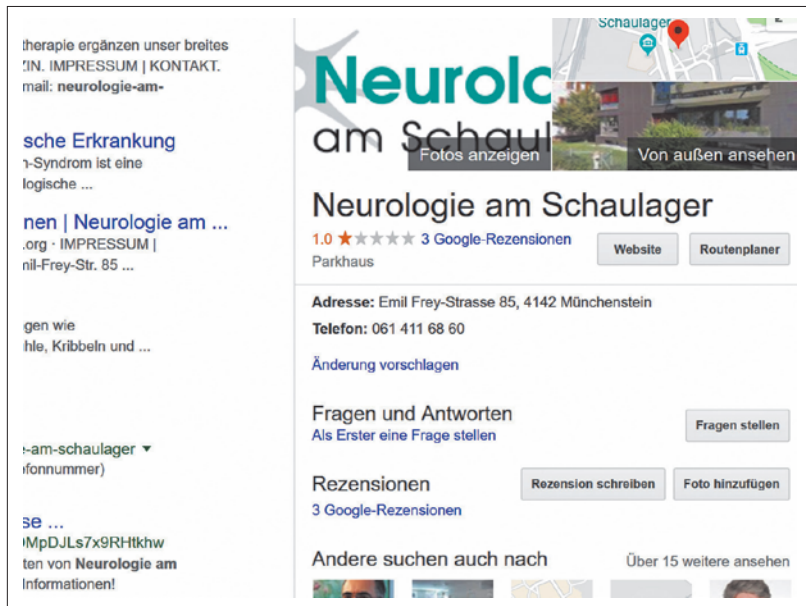 therapie ergänzen unser breites
ZIN. IMPRESSUM | KONTAKT.
mail: neurologie-am-
sche Erkrankung
n-Syndrom ist eine
logische ...
nen | Neurologie am ...
.org · IMPRESSUM |
mil-Frey-Str. 85 ...
gen wie
ihle, Kribbeln und ...
e-am-schaulager
ofonnummer)
se ...
MpDJLs7x9RHtkhw
ten von Neurologie am
Informationen!
Schaulager
Neurolo
am Schaul
Fotos anzeigen
Von außen ansehen
Neurologie am Schaulager
1.0 3 Google-Rezensionen
Parkhaus
Website
Routenplaner
Adresse: Emil Frey-Strasse 85, 4142 Münchenstein
Telefon: 061 411 68 60
Änderung vorschlagen
Fragen und Antworten
Als Erster eine Frage stellen
Fragen stellen
Rezensionen
Rezension schreiben
Foto hinzufügen
3 Google-Rezensionen
Andere suchen auch nach
Über 15 weitere ansehen